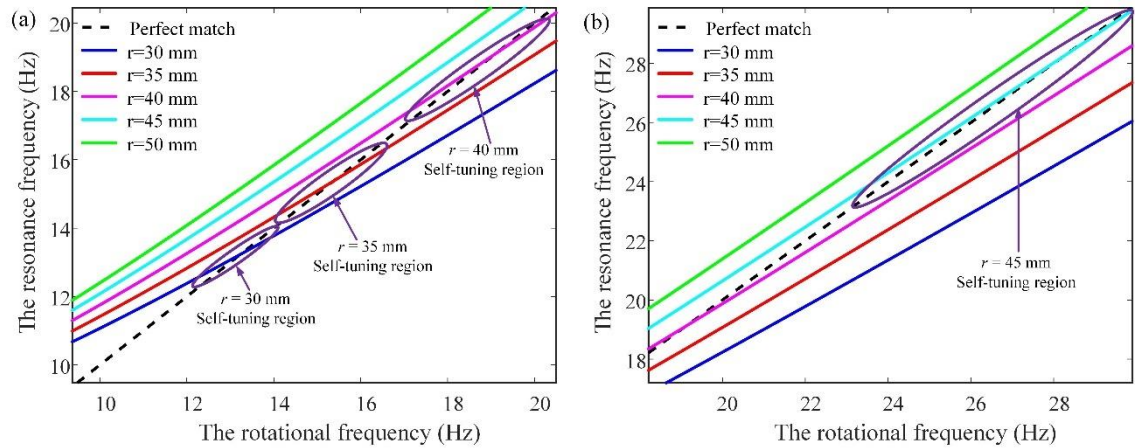 (a)
The resonance frequency (Hz)
20
18
16
14
12
10
Perfect match
r=30 mm
r=35 mm
r=40 mm
r=45 mm
r=50 mm
r = 40 mm
Self-tuning region
r = 35 mm
Self-tuning region
r = 30 mm
Self-tuning region
10 12 14 16 18 20
The rotational frequency (Hz)
(b)
The resonance frequency (Hz)
28
26
24
22
20
18
Perfect match
r=30 mm
r=35 mm
r=40 mm
r=45 mm
r=50 mm
r = 45 mm
Self-tuning region
20 22 24 26 28
The rotational frequency (Hz)